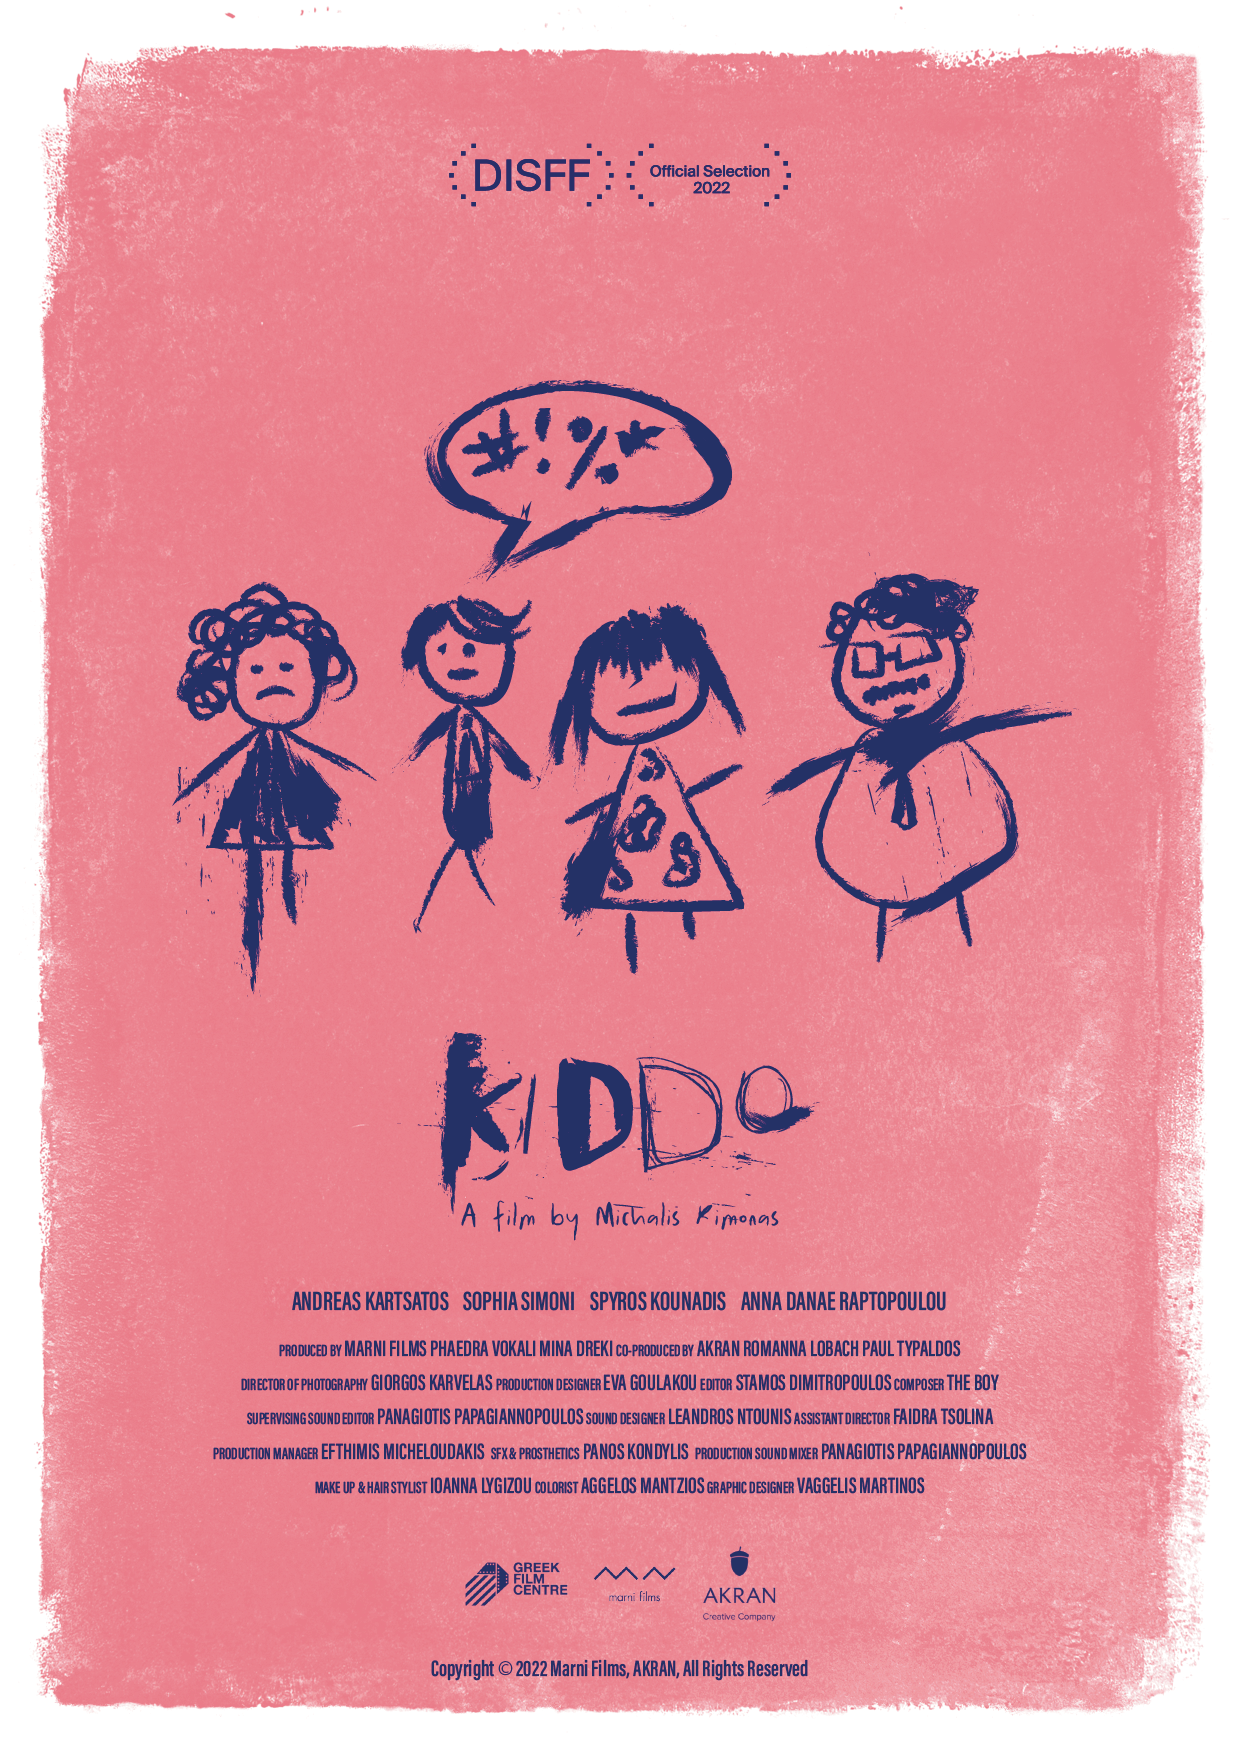 DISFF
Official Selection
2022
#!%*
KIDDO
A film by Michalis Kimonas
ANDREAS KARTSATOS SOPHIA SIMONI SPYROS KOUNADIS ANNA DANAE RAPTOPOULOU
PRODUCED BY MARNI FILMS PHAEDRA VOKALI MINA DREKI CO-PRODUCED BY AKRAN ROMANNA LOBACH PAUL TYPALDOS
DIRECTOR OF PHOTOGRAPHY GIORGOS KARVELAS PRODUCTION DESIGNER EVA GOULAKOU EDITOR STAMOS DIMITROPOULOS COMPOSER THE BOY
SUPERVISING SOUND EDITOR PANAGIOTIS PAPAGIANNOPOULOS SOUND DESIGNER LEANDROS NTOUNIS ASSISTANT DIRECTOR FAIDRA TSOLINA
PRODUCTION MANAGER EFTHIMIS MICHELOUDAKIS SFX & PROSTHETICS PANOS KONDYLIS PRODUCTION SOUND MIXER PANAGIOTIS PAPAGIANNOPOULOS
MAKE UP & HAIR STYLIST IOANNA LYGIZOU COLORIST AGGELOS MANTZIOS GRAPHIC DESIGNER VAGGELIS MARTINOS
GREEK
FILM
CENTRE
marni films
AKRAN
Creative Company
Copyright © 2022 Marni Films, AKRAN, All Rights Reserved